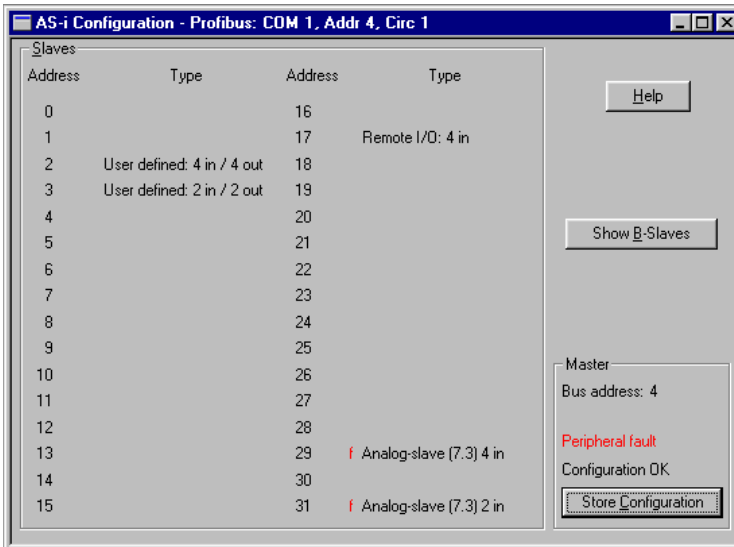 AS-i Configuration - Profibus: COM 1, Addr 4, Circ 1
Slaves
Address Type Address Type
0 16
1 17 Remote I/O: 4 in
2 User defined: 4 in / 4 out 18
3 User defined: 2 in / 2 out 19
4 20
5 21
6 22
7 23
8 24
9 25
10 26
11 27
12 28
13 29 f Analog-slave (7.3) 4 in
14 30
15 31 f Analog-slave (7.3) 2 in
Help
Show B-Slaves
Master
Bus address: 4
Peripheral fault
Configuration OK
Store Configuration